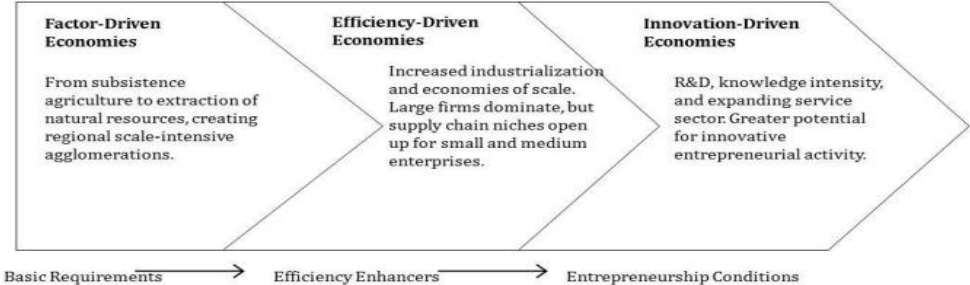 Factor-Driven
Economies
From subsistence
agriculture to extraction of
natural resources, creating
regional scale-intensive
agglomerations.
Efficiency-Driven
Economies
Increased industrialization
and economies of scale.
Large firms dominate, but
supply chain niches open
up for small and medium
enterprises.
Innovation-Driven
Economies
R&D, knowledge intensity,
and expanding service
sector. Greater potential
for innovative
entrepreneurial activity.
Basic Requirements
Efficiency Enhancers
Entrepreneurship Conditions